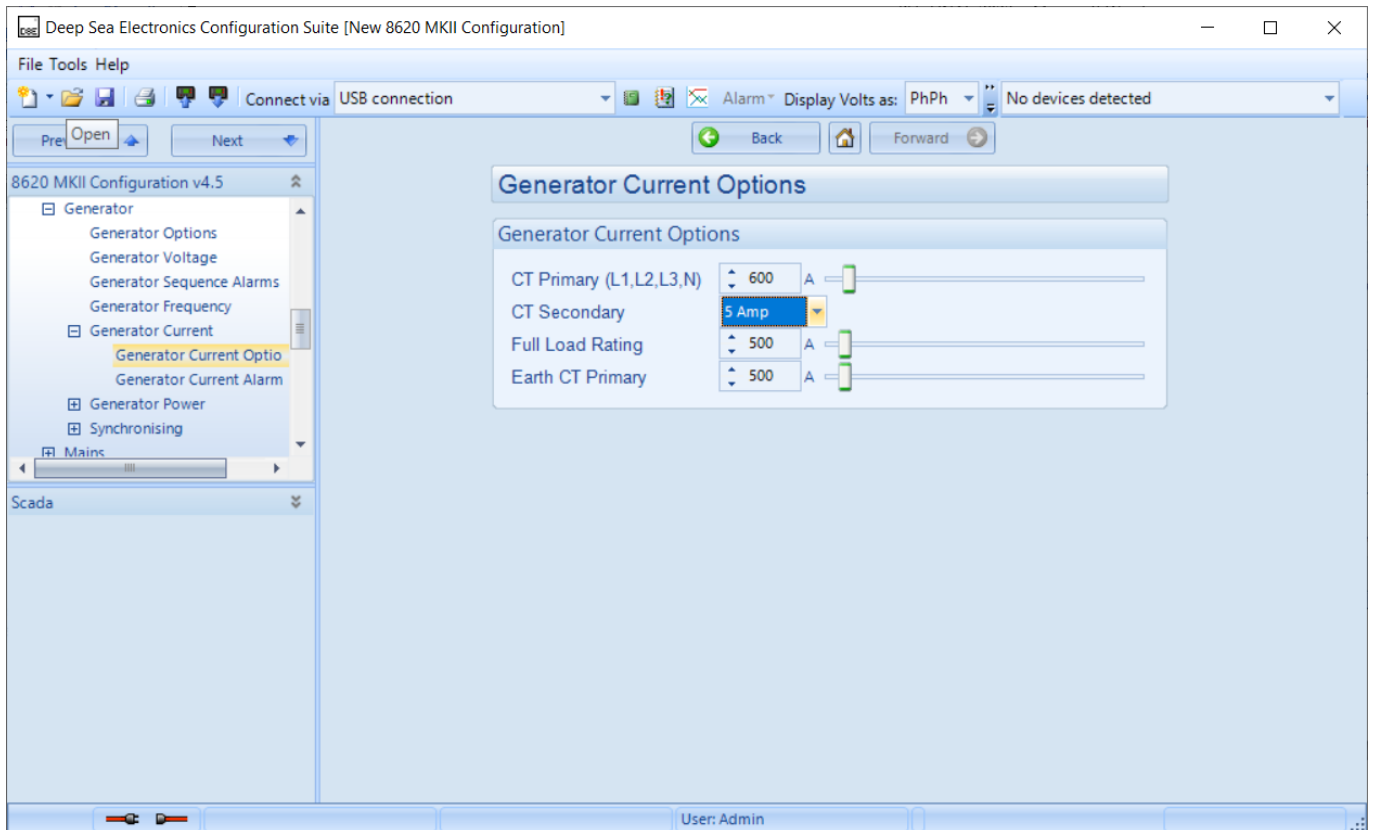 DSE Deep Sea Electronics Configuration Suite [New 8620 MKII Configuration]
File Tools Help
Connect via USB connection Alarm Display Volts as: PhPh No devices detected
Pre Open Next Back Forward
8620 MKII Configuration v4.5
Generator
Generator Options
Generator Voltage
Generator Sequence Alarms
Generator Frequency
Generator Current
Generator Current Optio
Generator Current Alarm
Generator Power
Synchronising
Mains
Scada
Generator Current Options
Generator Current Options
CT Primary (L1,L2,L3,N) 600 A
CT Secondary 5 Amp
Full Load Rating 500 A
Earth CT Primary 500 A
User: Admin